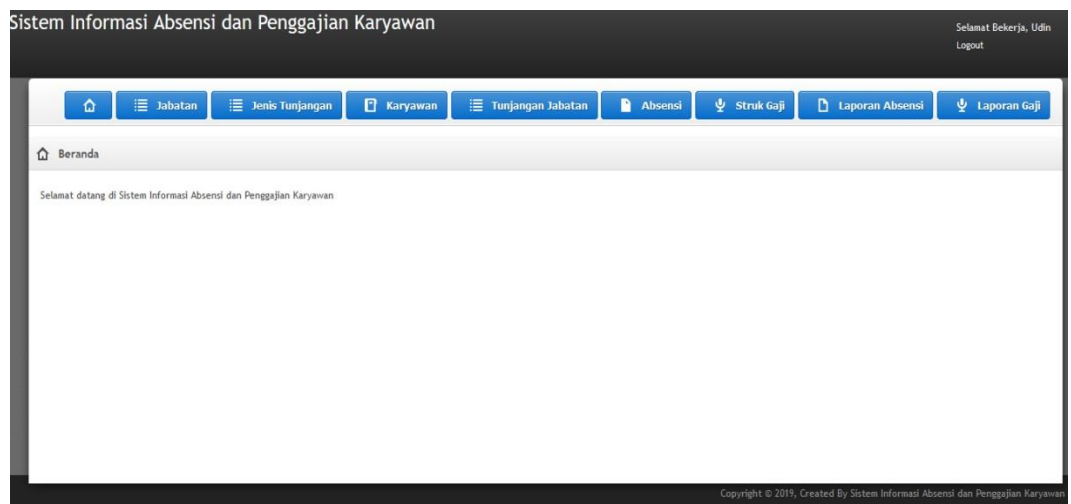 Sistem Informasi Absensi dan Penggajian Karyawan
Selamat Bekerja, Udin
Logout
Jabatan Jenis Tunjangan Karyawan Tunjangan Jabatan Absensi Struk Gaji Laporan Absensi Laporan Gaji
Beranda
Selamat datang di Sistem Informasi Absensi dan Penggajian Karyawan
Copyright © 2019, Created By Sistem Informasi Absensi dan Penggajian Karyawan